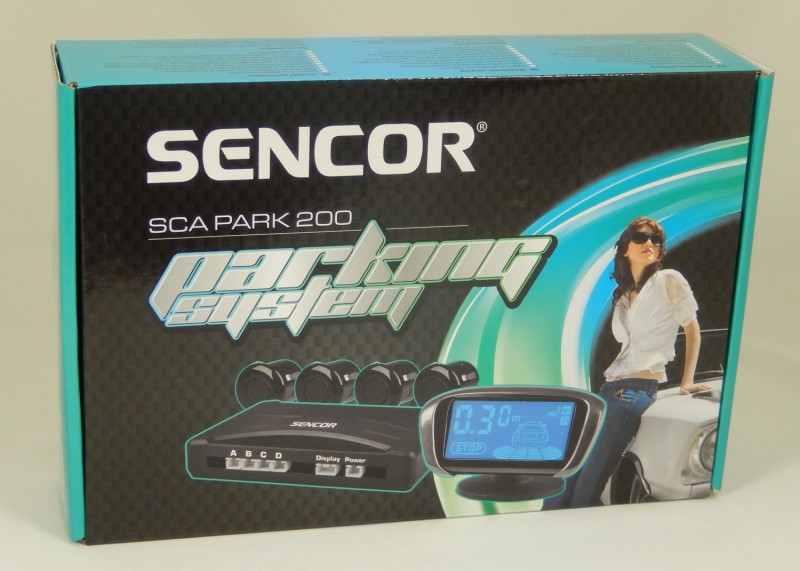 SENCOR®
SCA PARK 200
parking
system
SENCOR
A B C D Display Power
0.30m
STOP